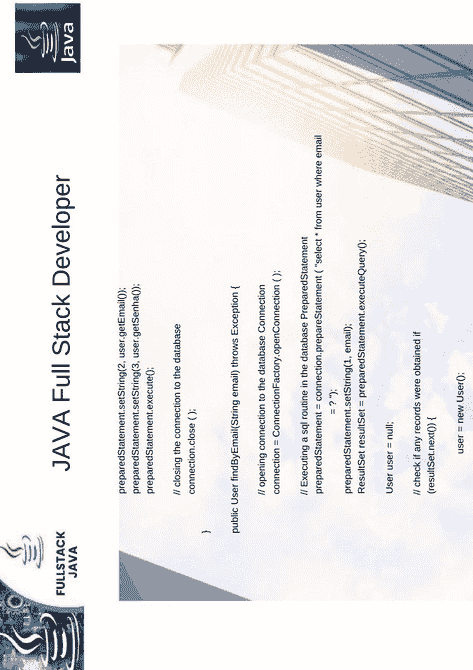 Java
FULLSTACK
JAVA
JAVA Full Stack Developer
preparedStatement.setString(2, user.getEmail());
preparedStatement.setString(3, user.getSenha());
preparedStatement.execute();
// closing the connection to the database
connection.close ( );
}
public User findByEmail(String email) throws Exception {
// opening connection to the database Connection
connection = ConnectionFactory.openConnection ( );
// Executing a sql routine in the database PreparedStatement
preparedStatement = connection.prepareStatement ( "select * from user where email
= ? ");
preparedStatement.setString(1, email);
ResultSet resultSet = preparedStatement.executeQuery();
User user = null;
// check if any records were obtained if
(resultSet.next()) {
user = new User();